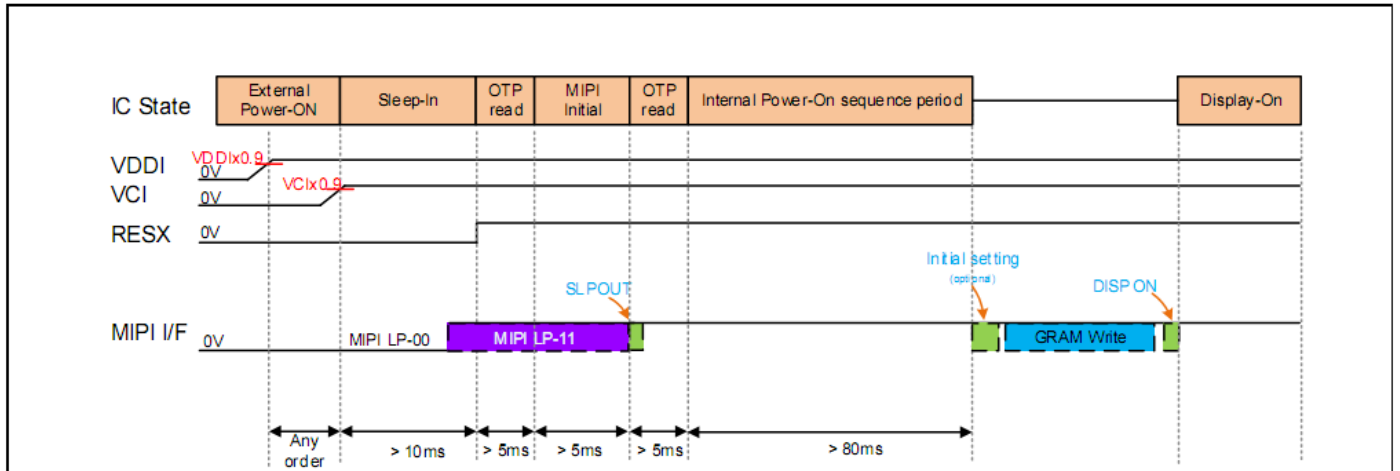 IC State
External
Power-ON
Sleep-In
OTP
read
MIPI
Initial
OTP
read
Internal Power-On sequence period
Display-On
VDDI
VDDIx0.9
0V
VCI
VCIx0.9
0V
RESX
0V
Initial setting
(optional)
SLPOUT
DISPON
MIPI I/F
0V
MIPI LP-00
MIPI LP-11
GRAM Write
Any
order
> 10ms
> 5ms
> 5ms
> 5ms
> 80ms